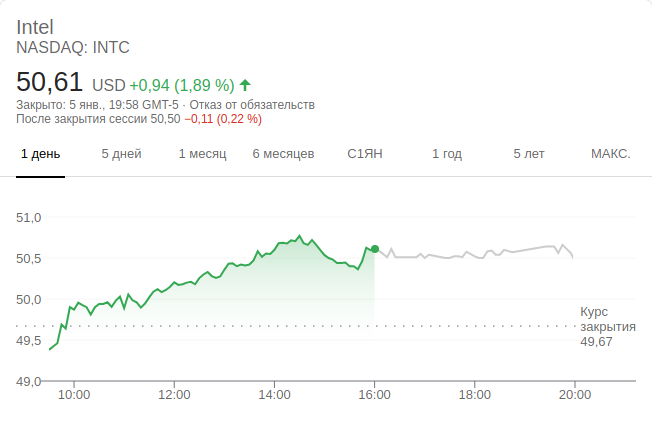 Intel
NASDAQ: INTC
50,61 USD +0,94 (1,89 %)
Закрыто: 5 янв., 19:58 GMT-5 · Отказ от обязательств
После закрытия сессии 50,50 −0,11 (0,22 %)
1 день 5 дней 1 месяц 6 месяцев С1ЯН 1 год 5 лет МАКС.
51,0
50,5
50,0
Курс
закрытия
49,67
49,5
49,0
10:00 12:00 14:00 16:00 18:00 20:00